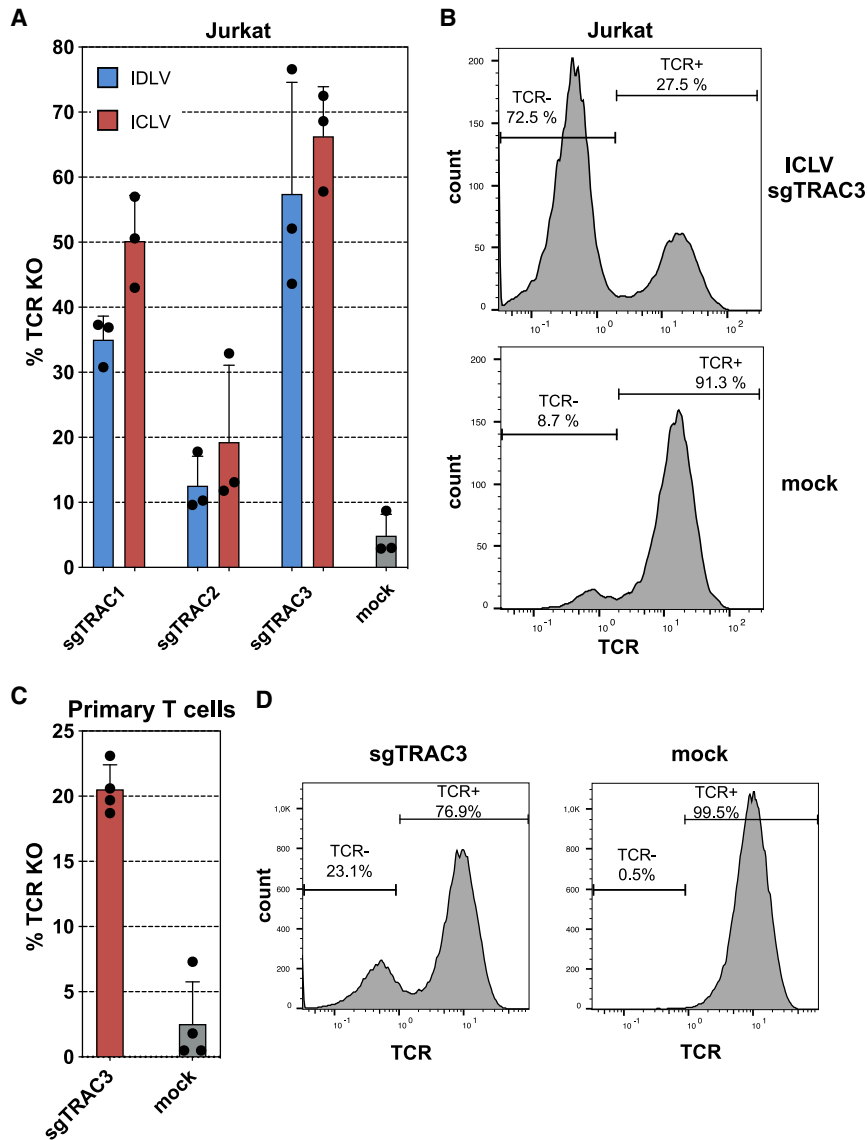 A
Jurkat
80
70
60
50
40
30
20
10
0
% TCR KO
IDLV
ICLV
sgTRAC1
sgTRAC2
sgTRAC3
mock
B
Jurkat
200
150
100
50
0
count
TCR-
72.5 %
TCR+
27.5 %
10-1
100
101
102
ICLV
sgTRAC3
200
150
100
50
0
count
TCR-
8.7 %
TCR+
91.3 %
10-1
100
101
102
TCR
mock
C
Primary T cells
25
20
15
10
5
0
% TCR KO
sgTRAC3
mock
D
sgTRAC3
1,0K
800
600
400
200
0
count
TCR-
23.1%
TCR+
76.9%
10-1
100
101
TCR
mock
1,0K
800
600
400
200
0
TCR-
0.5%
TCR+
99.5%
10-1
100
101
TCR